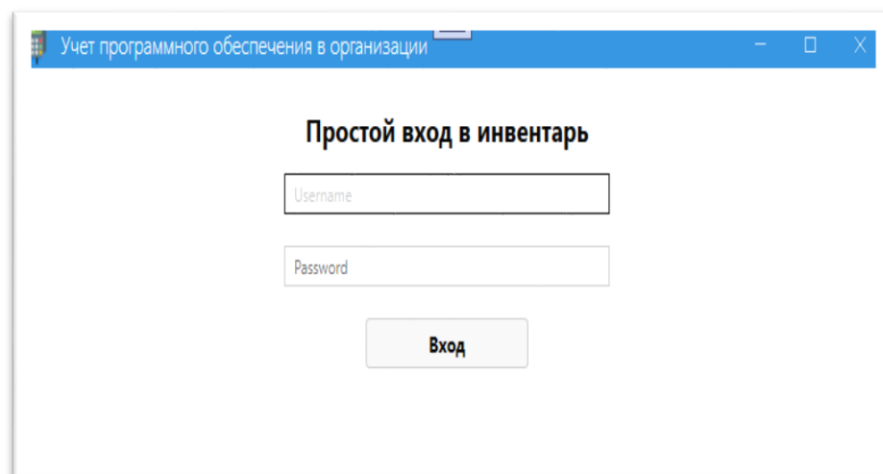 Учет программного обеспечения в организации
Простой вход в инвентарь
Username
Password
Вход